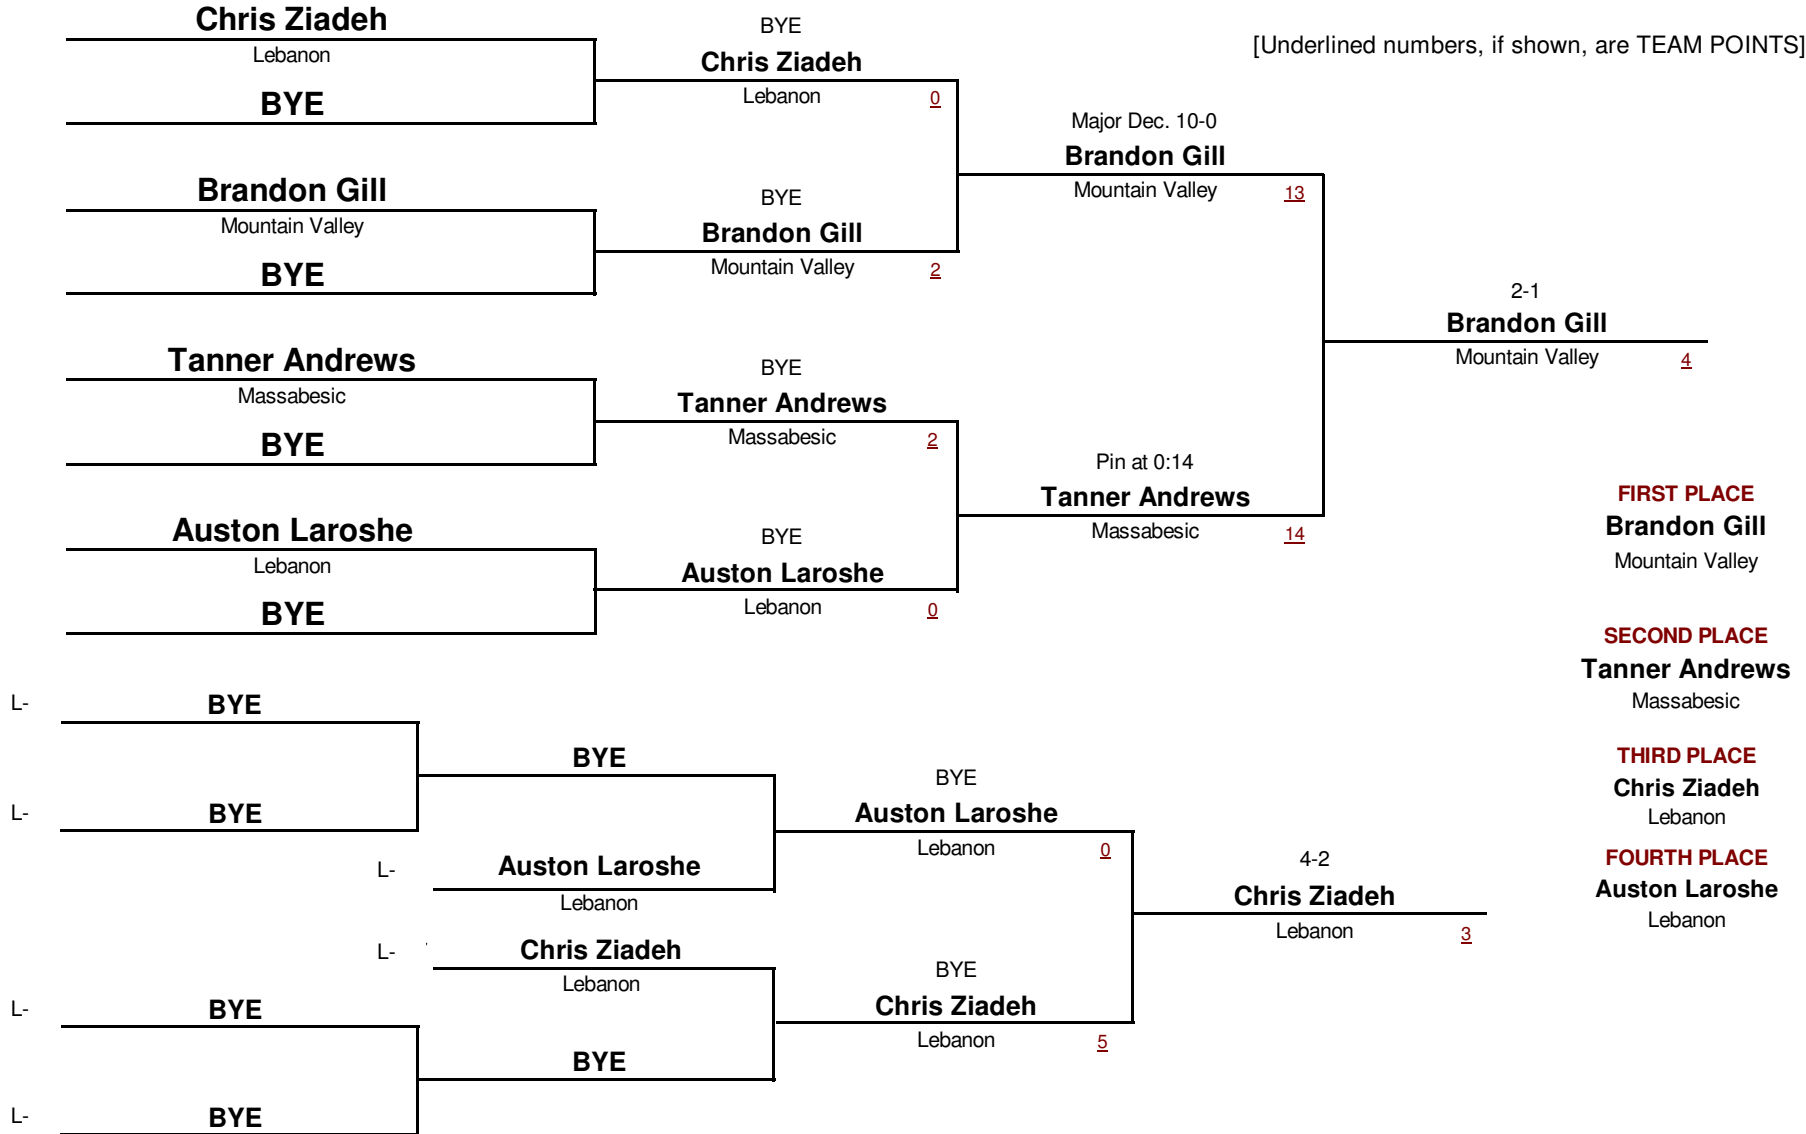 Chris Ziadeh
Lebanon
BYE
BYE
Chris Ziadeh
Lebanon
0
[Underlined numbers, if shown, are TEAM POINTS]
Major Dec. 10-0
Brandon Gill
Mountain Valley
13
Brandon Gill
Mountain Valley
BYE
BYE
Brandon Gill
Mountain Valley
2
2-1
Brandon Gill
Mountain Valley
4
Tanner Andrews
Massabesic
BYE
BYE
Tanner Andrews
Massabesic
2
Pin at 0:14
Tanner Andrews
Massabesic
14
Auston Laroshe
Lebanon
BYE
BYE
Auston Laroshe
Lebanon
0
FIRST PLACE
Brandon Gill
Mountain Valley
SECOND PLACE
Tanner Andrews
Massabesic
THIRD PLACE
Chris Ziadeh
Lebanon
FOURTH PLACE
Auston Laroshe
Lebanon
L-
BYE
L-
BYE
BYE
L-
Auston Laroshe
Lebanon
BYE
Auston Laroshe
Lebanon
0
4-2
Chris Ziadeh
Lebanon
3
L-
Chris Ziadeh
Lebanon
BYE
Chris Ziadeh
Lebanon
5
L-
BYE
BYE
L-
BYE